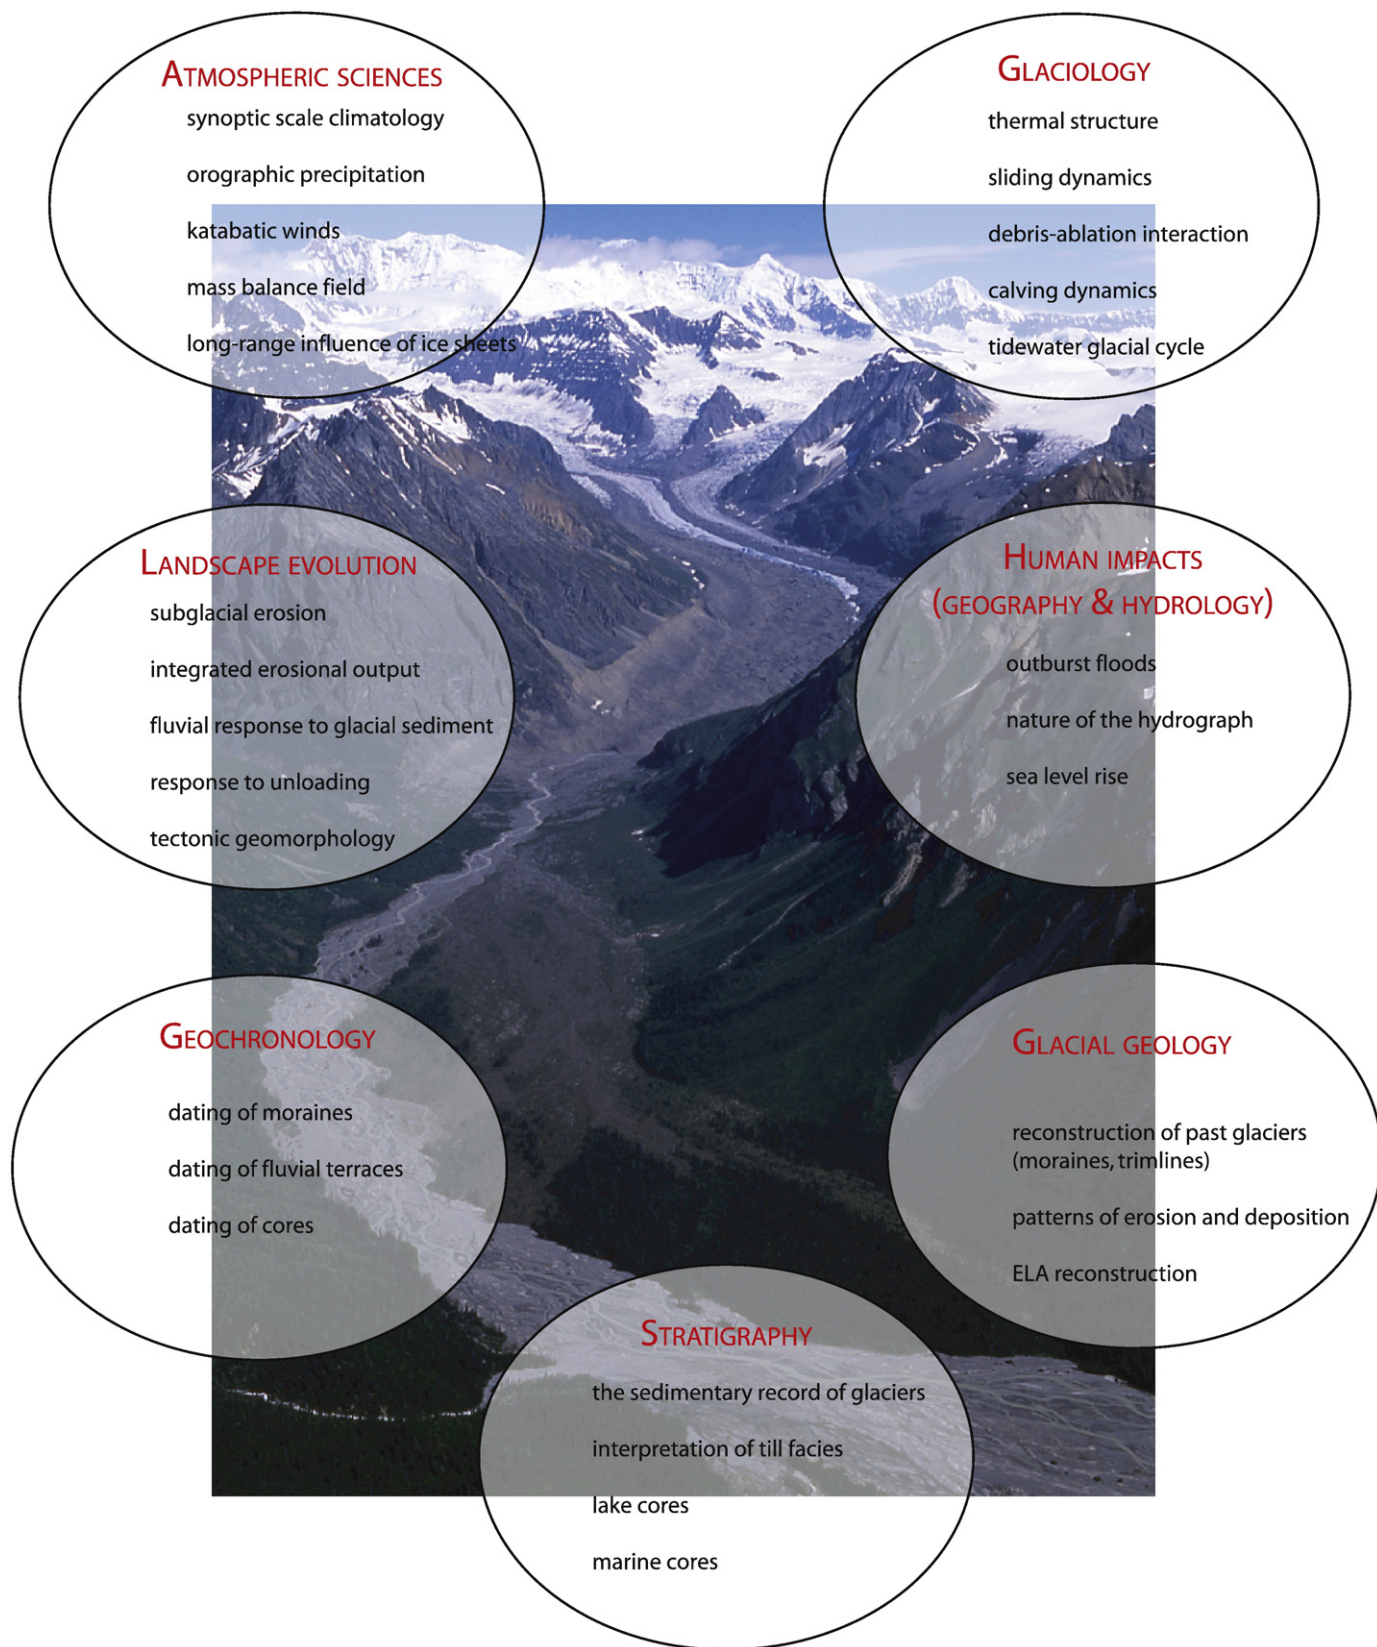 ATMOSPHERIC SCIENCES
synoptic scale climatology
orographic precipitation
katabatic winds
mass balance field
long-range influence of ice sheets
GLACIOLOGY
thermal structure
sliding dynamics
debris-ablation interaction
calving dynamics
tidewater glacial cycle
LANDSCAPE EVOLUTION
subglacial erosion
integrated erosional output
fluvial response to glacial sediment
response to unloading
tectonic geomorphology
HUMAN IMPACTS
(GEOGRAPHY & HYDROLOGY)
outburst floods
nature of the hydrograph
sea level rise
GEOCHRONOLOGY
dating of moraines
dating of fluvial terraces
dating of cores
GLACIAL GEOLOGY
reconstruction of past glaciers
(moraines, trimlines)
patterns of erosion and deposition
ELA reconstruction
STRATIGRAPHY
the sedimentary record of glaciers
interpretation of till facies
lake cores
marine cores